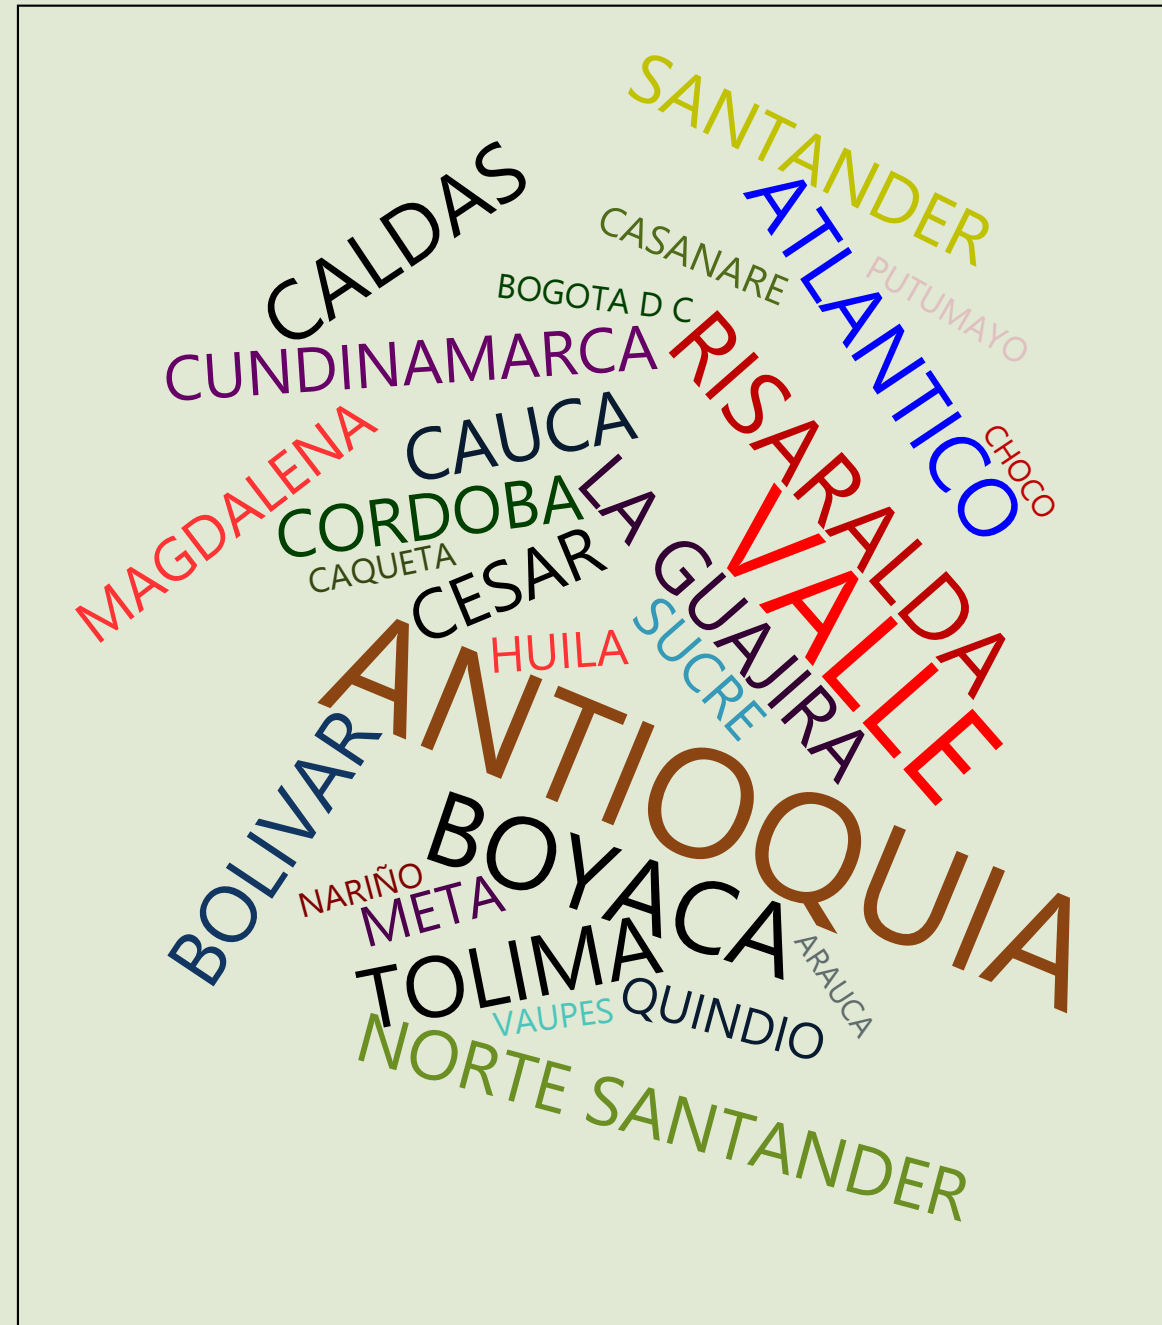 SANTANDER
CALDAS
ATLANTICO
CASANARE
PUTUMAYO
BOGOTA D C
RISARALDA
CUNDINAMARCA
CAUCA
MAGDALENA
CHOCO
LA GUAJIRA
CORDOBA
VALLE
CAQUETA
CESAR
SUCRE
HUILA
ANTIOQUIA
BOLIVAR
BOYACA
NARIÑO
META
TOLIMA
ARAUCA
QUINDIO
VAUPES
NORTE SANTANDER